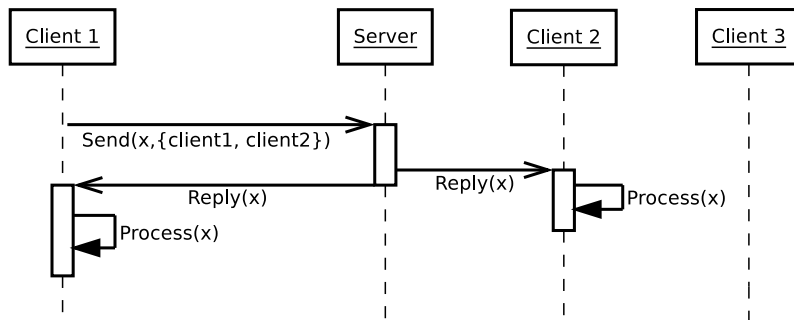 Client 1
Server
Client 2
Client 3
Send(x,{client1, client2})
Reply(x)
Reply(x)
Process(x)
Process(x)